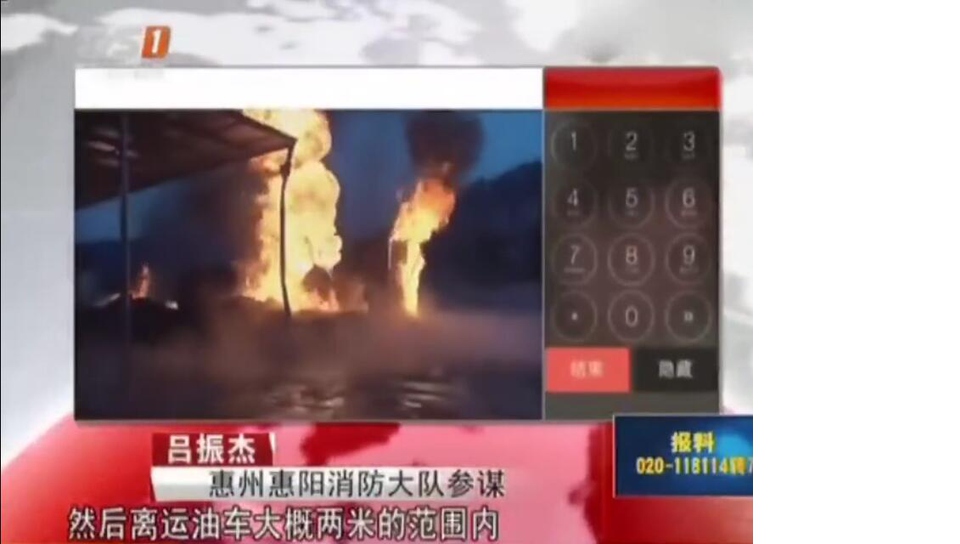 1
1 2 3
4 5 6
7 8 9
0
结束 隐藏
吕振杰
惠州惠阳消防大队参谋
报料
020-118114转
然后离运油车大概两米的范围内